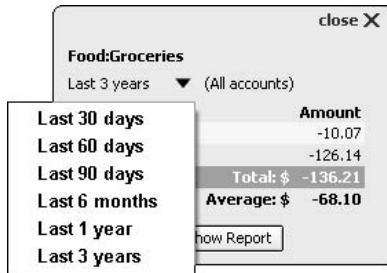 close X
Food:Groceries
Last 3 years (All accounts)
Amount
-10.07
-126.14
Total: $ -136.21
Average: $ -68.10
how Report
Last 30 days
Last 60 days
Last 90 days
Last 6 months
Last 1 year
Last 3 years